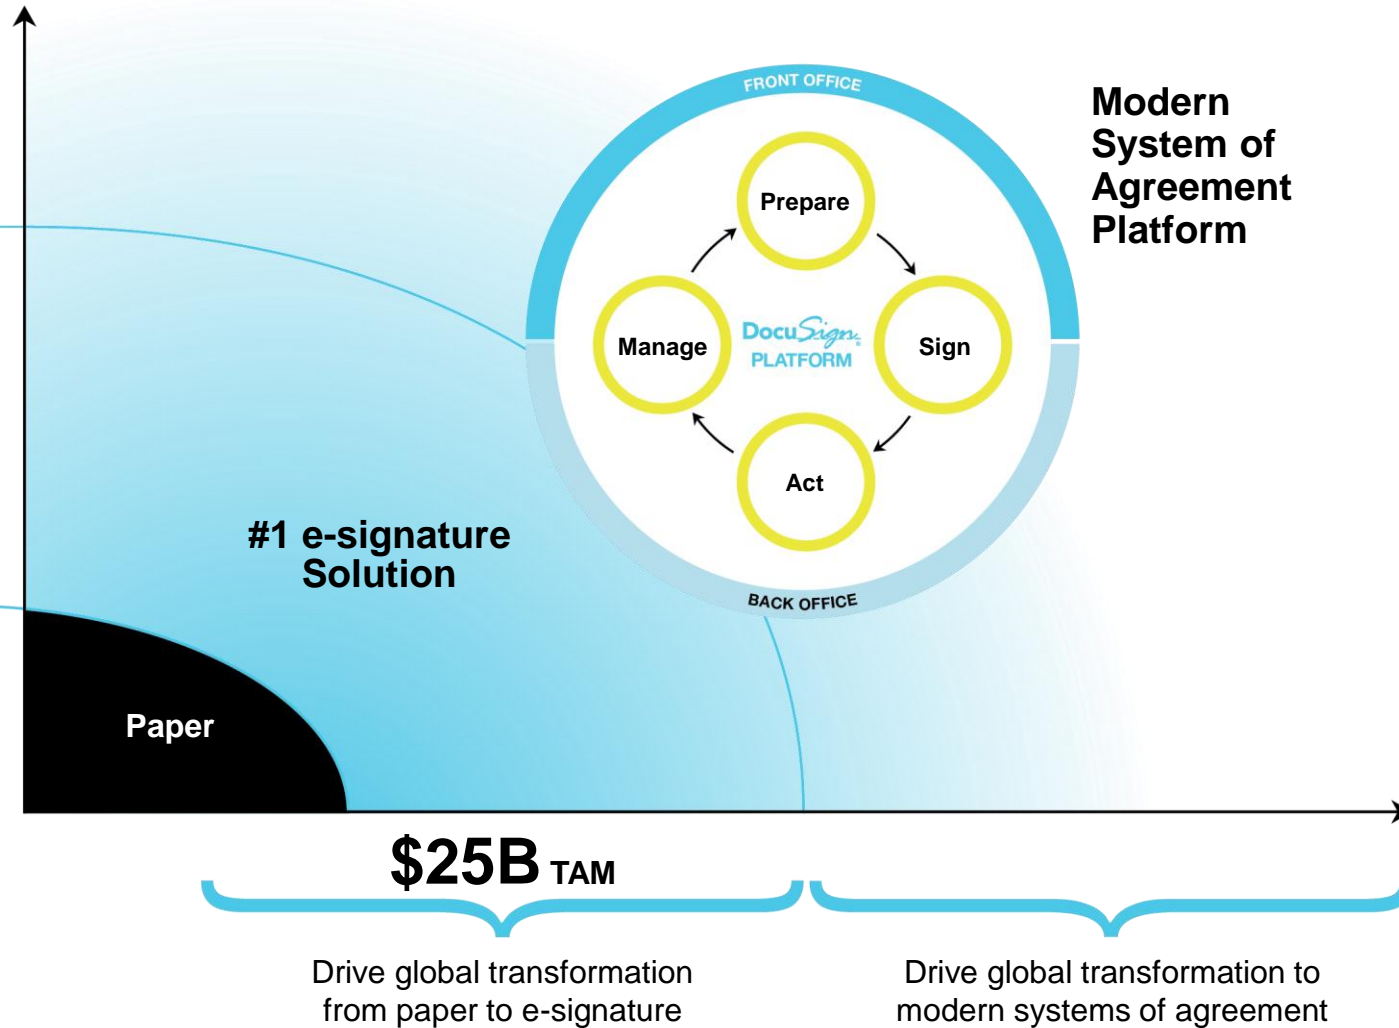 FRONT OFFICE
Modern
System of
Agreement
Platform
Prepare
Manage
DocuSign
PLATFORM
Sign
Act
#1 e-signature
Solution
BACK OFFICE
Paper
$25B TAM
Drive global transformation
from paper to e-signature
Drive global transformation to
modern systems of agreement